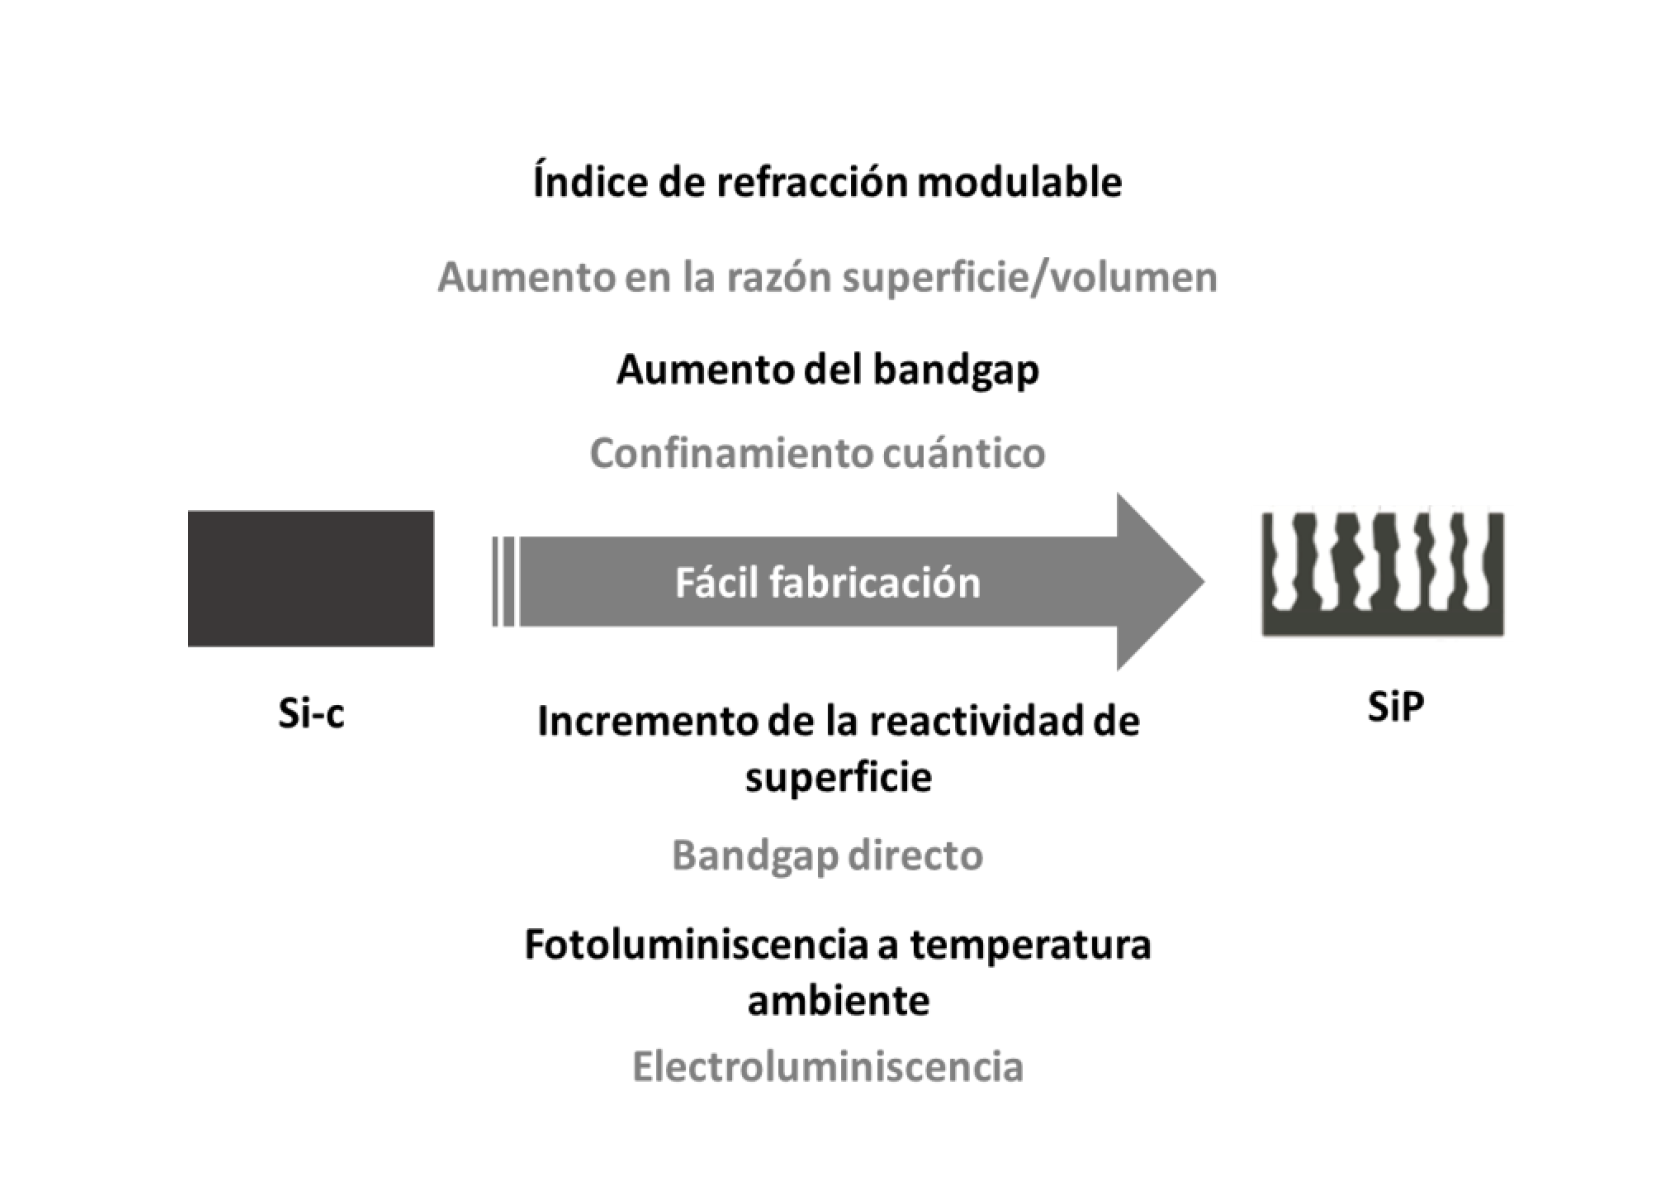 Índice de refracción modulable
Aumento en la razón superficie/volumen
Aumento del bandgap
Confinamiento cuántico
Fácil fabricación
Si-c
SiP
Incremento de la reactividad de
superficie
Bandgap directo
Fotoluminiscencia a temperatura
ambiente
Electroluminiscencia